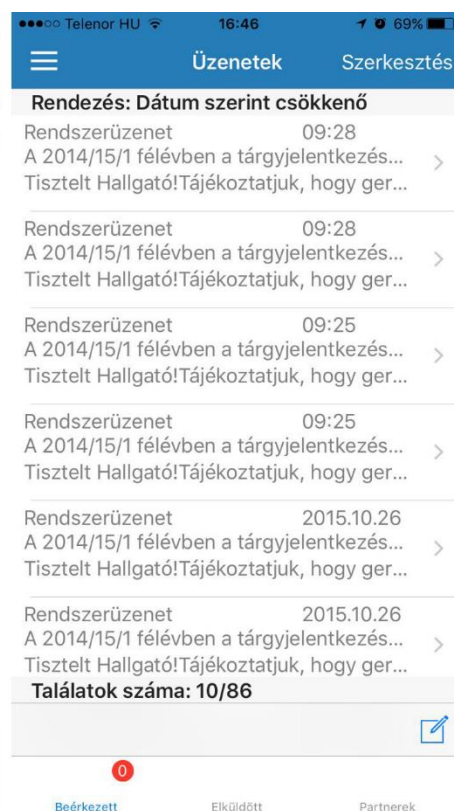 Telenor HU 16:46 69%
Üzenetek Szerkesztés
Rendezés: Dátum szerint csökkenő
Rendszerüzenet 09:28
A 2014/15/1 félévben a tárgyjelentkezés...
Tisztelt Hallgató!Tájékoztatjuk, hogy ger...
Rendszerüzenet 09:28
A 2014/15/1 félévben a tárgyjelentkezés...
Tisztelt Hallgató!Tájékoztatjuk, hogy ger...
Rendszerüzenet 09:25
A 2014/15/1 félévben a tárgyjelentkezés...
Tisztelt Hallgató!Tájékoztatjuk, hogy ger...
Rendszerüzenet 09:25
A 2014/15/1 félévben a tárgyjelentkezés...
Tisztelt Hallgató!Tájékoztatjuk, hogy ger...
Rendszerüzenet 2015.10.26
A 2014/15/1 félévben a tárgyjelentkezés...
Tisztelt Hallgató!Tájékoztatjuk, hogy ger...
Rendszerüzenet 2015.10.26
A 2014/15/1 félévben a tárgyjelentkezés...
Tisztelt Hallgató!Tájékoztatjuk, hogy ger...
Találatok száma: 10/86
0
Beérkezett Elküldött Partnerek